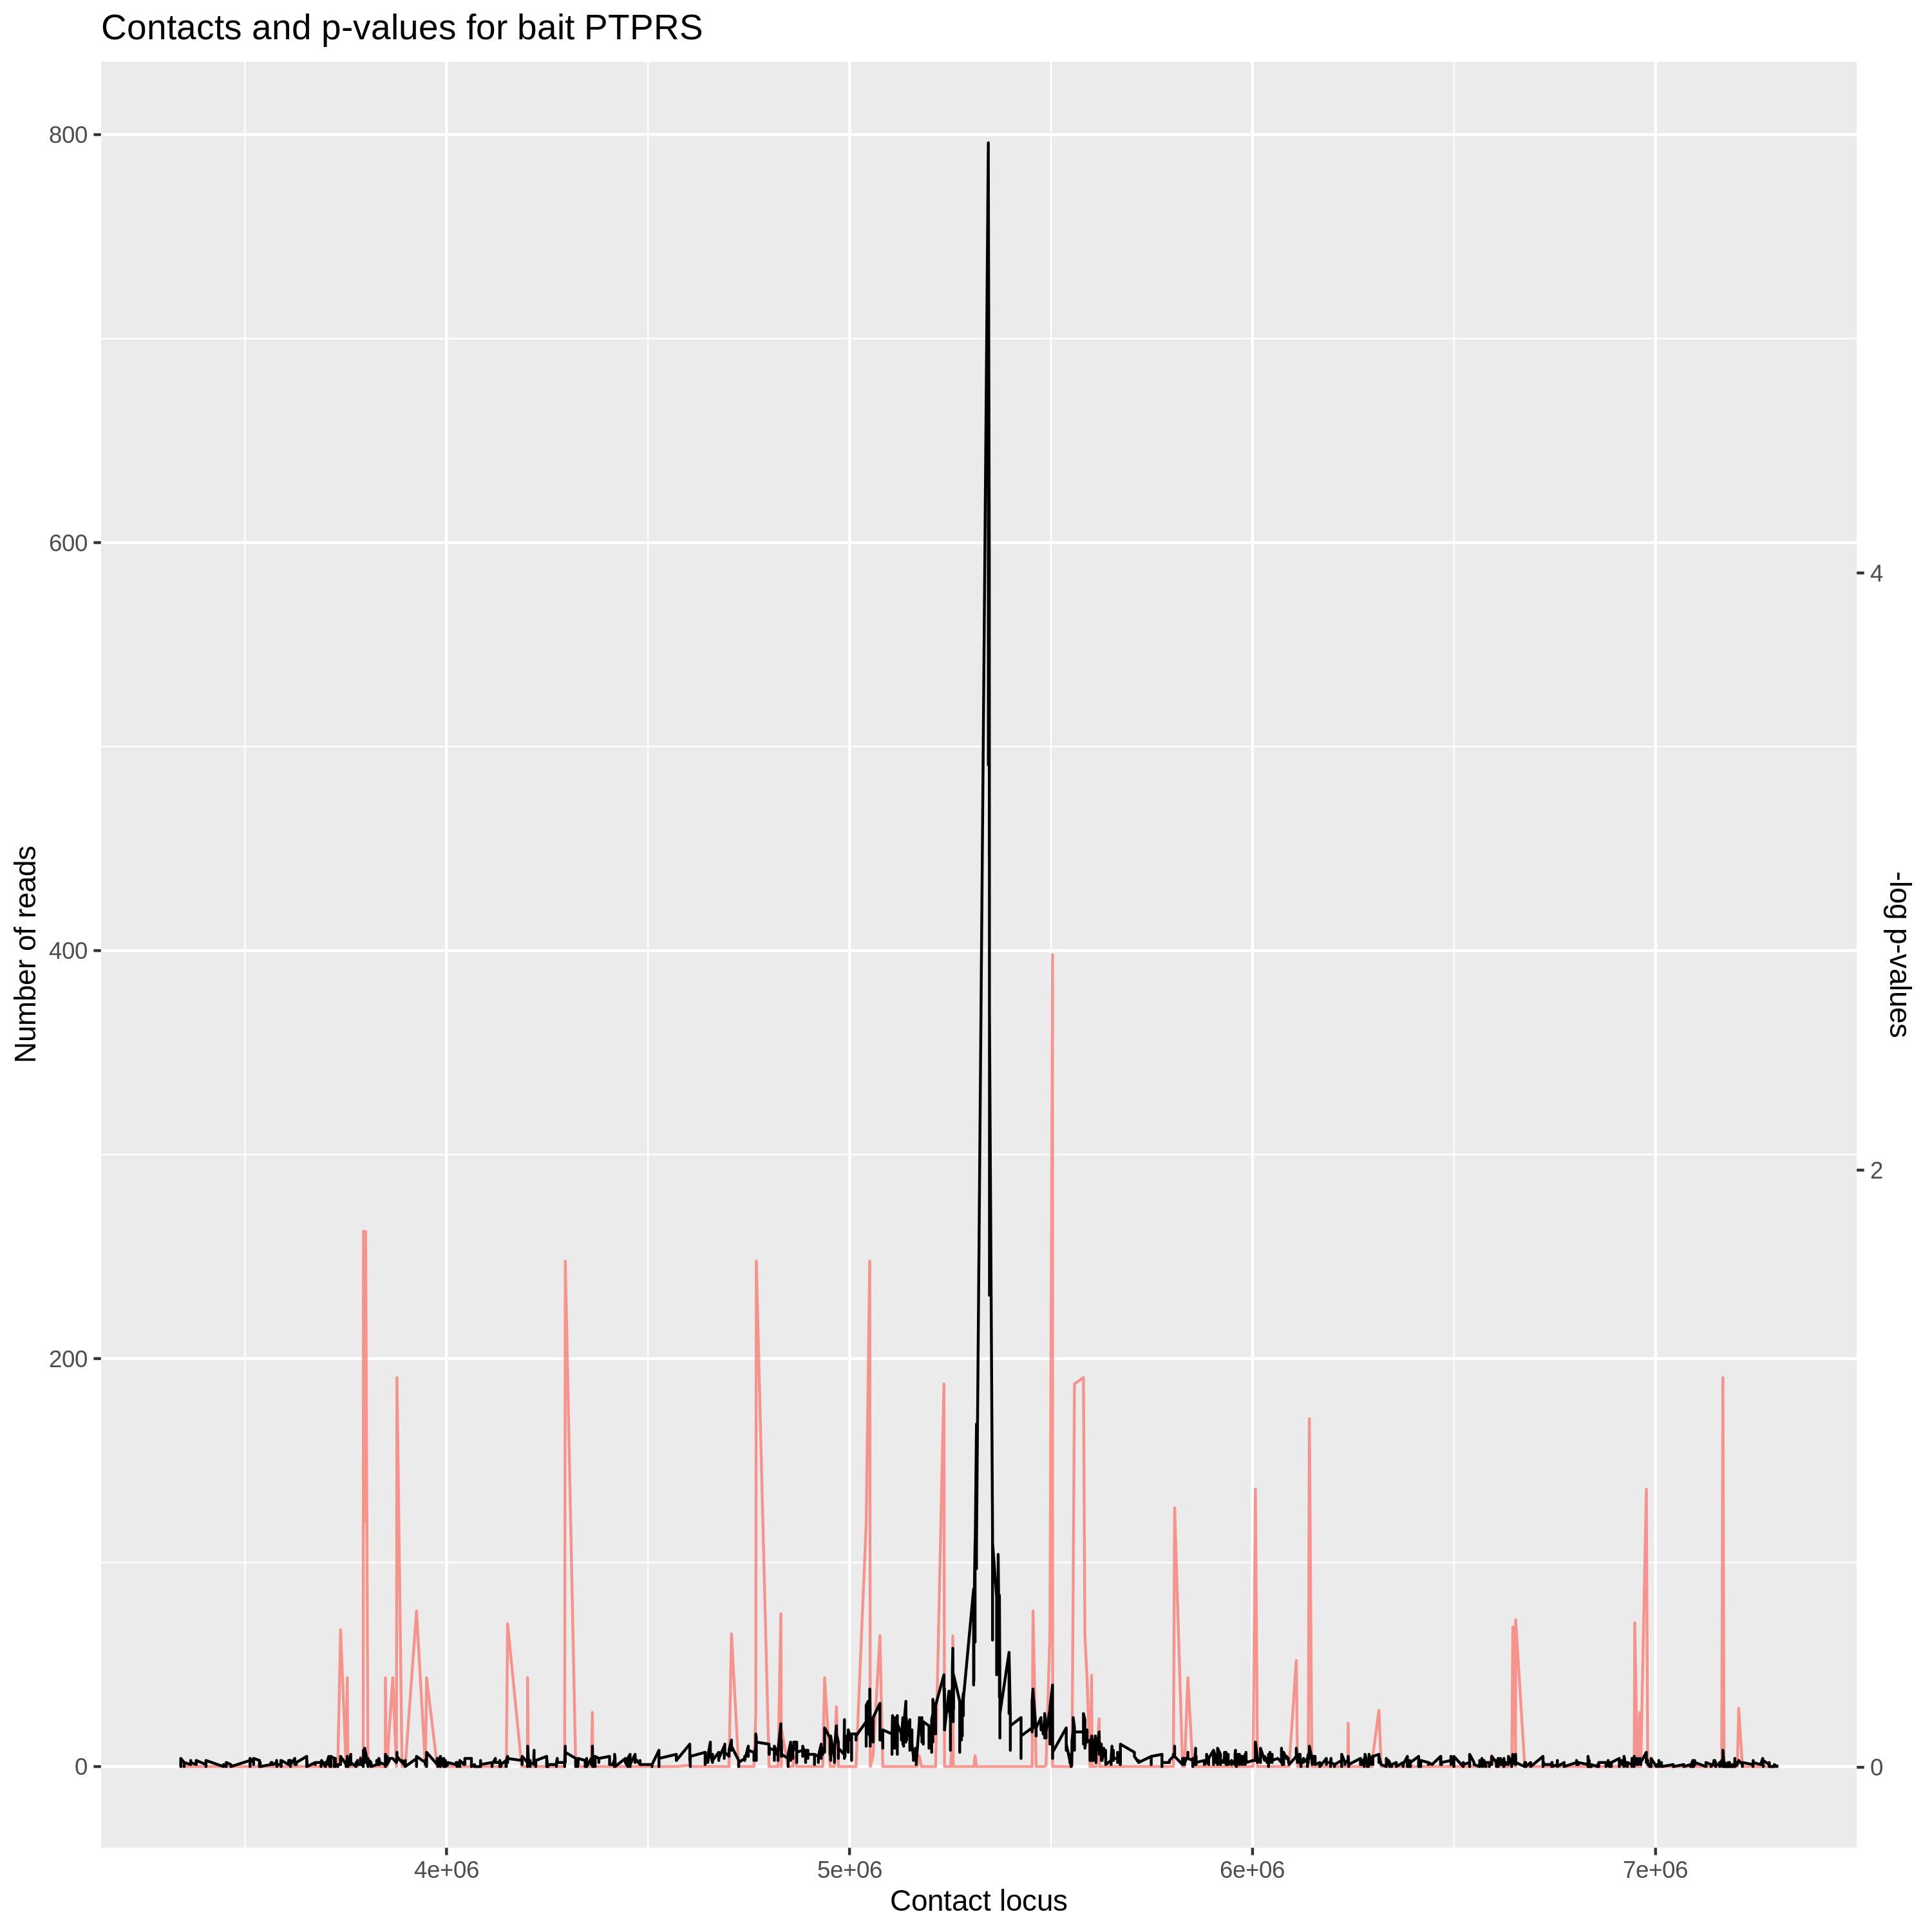 Contacts and p-values for bait PTPRS
800
600
400
200
0
Number of reads
4
2
0
-log p-values
4e+06
5e+06
6e+06
7e+06
Contact locus